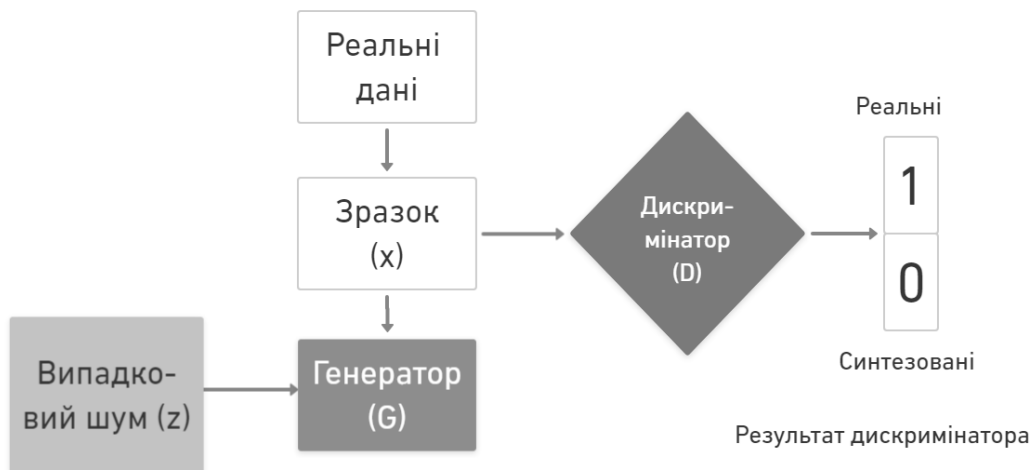 Реальні
дані
Зразок
(x)
Випадко-
вий шум (z)
Генератор
(G)
Дискри-
мінатор
(D)
Реальні
1
0
Синтезовані
Результат дискримінатора